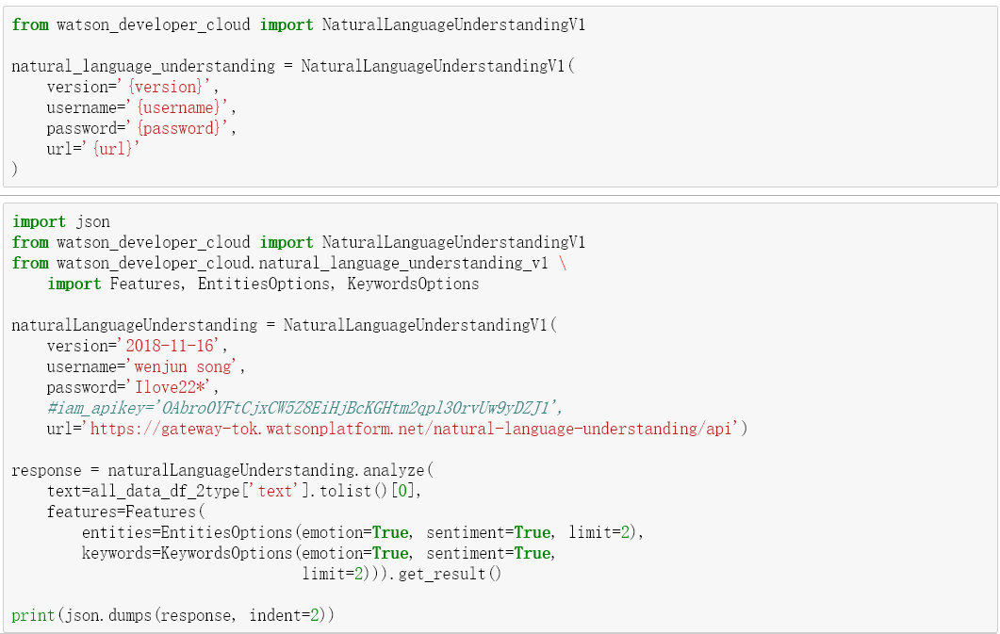 from watson_developer_cloud import NaturalLanguageUnderstandingV1
natural_language_understanding = NaturalLanguageUnderstandingV1(
version='{version}',
username='{username}',
password='{password}',
url='{url}'
)
import json
from watson_developer_cloud import NaturalLanguageUnderstandingV1
from watson_developer_cloud.natural_language_understanding_v1 \
import Features, EntitiesOptions, KeywordsOptions
naturalLanguageUnderstanding = NaturalLanguageUnderstandingV1(
version='2018-11-16',
username='wenjun song',
password='Ilove22*',
#iam_apikey='OAbroOYFtCjxCW5Z8EiHjBcKGHtm2qpl3OrvUw9yDZJ1',
url='https://gateway-tok.watsonplatform.net/natural-language-understanding/api')
response = naturalLanguageUnderstanding.analyze(
text=all_data_df_2type['text'].tolist()[0],
features=Features(
entities=EntitiesOptions(emotion=True, sentiment=True, limit=2),
keywords=KeywordsOptions(emotion=True, sentiment=True,
limit=2))).get_result()
print(json.dumps(response, indent=2))